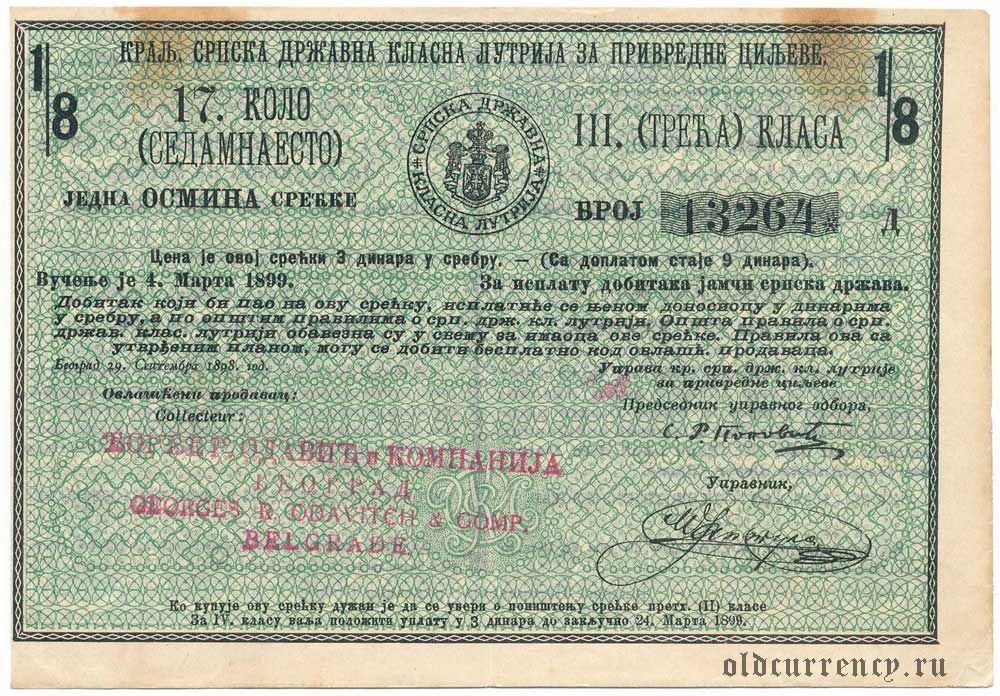 КРАЉ. СРПСКА ДРЖАВНА КЛАСНА ЛУТРИЈА ЗА ПРИВРЕДНЕ ЦИЉЕВЕ.
1/8
1/8
17. КОЛО
(СЕДАМНАЕСТО)
ЈЕДНА ОСМИНА СРЕЋКЕ
СРПСКА ДРЖАВНА
КЛАСНА ЛУТРИЈА
III. (ТРЕЋА) КЛАСА
БРОЈ 13264 Д
Цена је овој срећки 3 динара у сребру. — (Са доплатом стаје 9 динара).
Вучење је 4. Марта 1899. За исплату добитака јамчи српска држава.
Добитак који би пао на ову срећку, исплатиће се њеном доносиоцу у динарима
у сребру, а по општим правилима о срп. држ. кл. лутрији. Општа правила о срп.
држав. клас. лутрији обавезна су у свему за имаоца ове срећке. Правила ова са
утврђеним планом, могу се добити бесплатно код овлашћ. продаваца.
Београд 29. Септембра 1898. год.
Управа кр. срп. држ. кл. лутрије
за привредне циљеве
Овлашћени продавац:
Председник управног одбора,
Collecteur:
С. Р. Поповић
ЂОРЂЕ Р. ОДАВИЋ и КОМПАНИЈА
БЕОГРАД
GEORGES R. ODAVITCH & COMP.
BELGRADE
Управник,
Ко купује ову срећку дужан је да се увери о поништењу срећке претх. (II) класе
За IV. класу ваља положити уплату у 3 динара до закључно 24. Марта 1899.
oldcurrency.ru